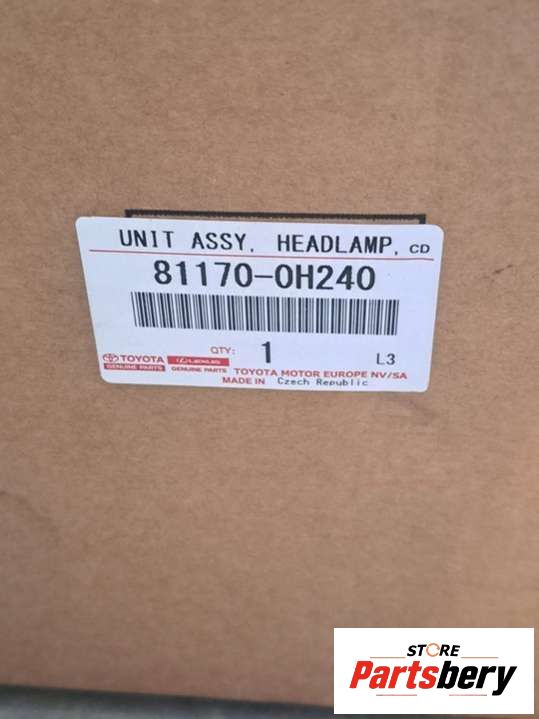 UNIT ASSY, HEADLAMP, CD
81170-0H240
QTY: 1 L3
TOYOTA LEXUS
GENUINE PARTS GENUINE PARTS TOYOTA MOTOR EUROPE NV/SA
MADE IN Czech Republic
STORE
Partsbery